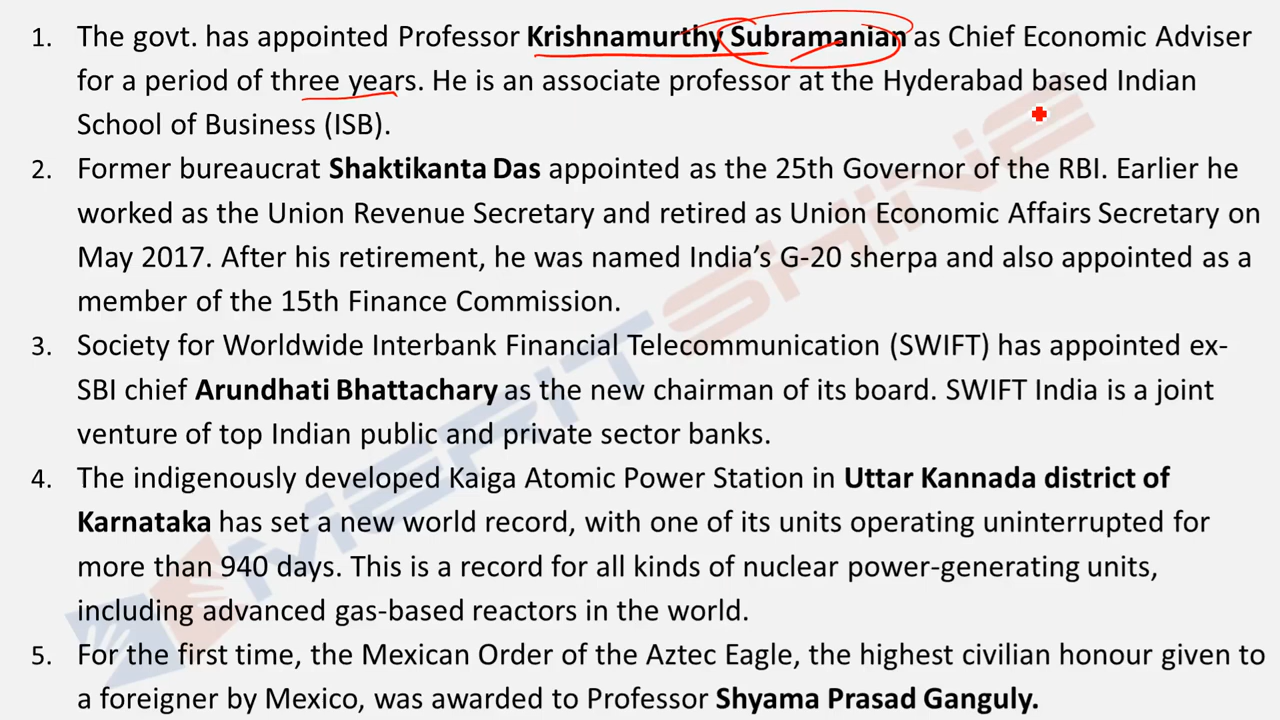 1. The govt. has appointed Professor Krishnamurthy Subramanian as Chief Economic Adviser
for a period of three years. He is an associate professor at the Hyderabad based Indian
School of Business (ISB).
2. Former bureaucrat Shaktikanta Das appointed as the 25th Governor of the RBI. Earlier he
worked as the Union Revenue Secretary and retired as Union Economic Affairs Secretary on
May 2017. After his retirement, he was named India’s G-20 sherpa and also appointed as a
member of the 15th Finance Commission.
3. Society for Worldwide Interbank Financial Telecommunication (SWIFT) has appointed ex-
SBI chief Arundhati Bhattachary as the new chairman of its board. SWIFT India is a joint
venture of top Indian public and private sector banks.
4. The indigenously developed Kaiga Atomic Power Station in Uttar Kannada district of
Karnataka has set a new world record, with one of its units operating uninterrupted for
more than 940 days. This is a record for all kinds of nuclear power-generating units,
including advanced gas-based reactors in the world.
5. For the first time, the Mexican Order of the Aztec Eagle, the highest civilian honour given to
a foreigner by Mexico, was awarded to Professor Shyama Prasad Ganguly.
MERITSHINE